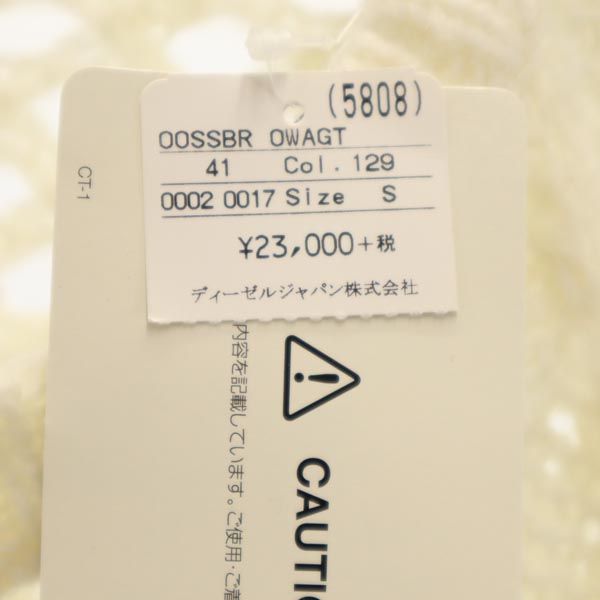 (5808)
00SSBR 0WAGT
41 Col. 129
0002 0017 Size S
¥23,000+税
ディーゼルジャパン株式会社
CT-1
内容を記載しています。ご使用・ご着
CAUTIO